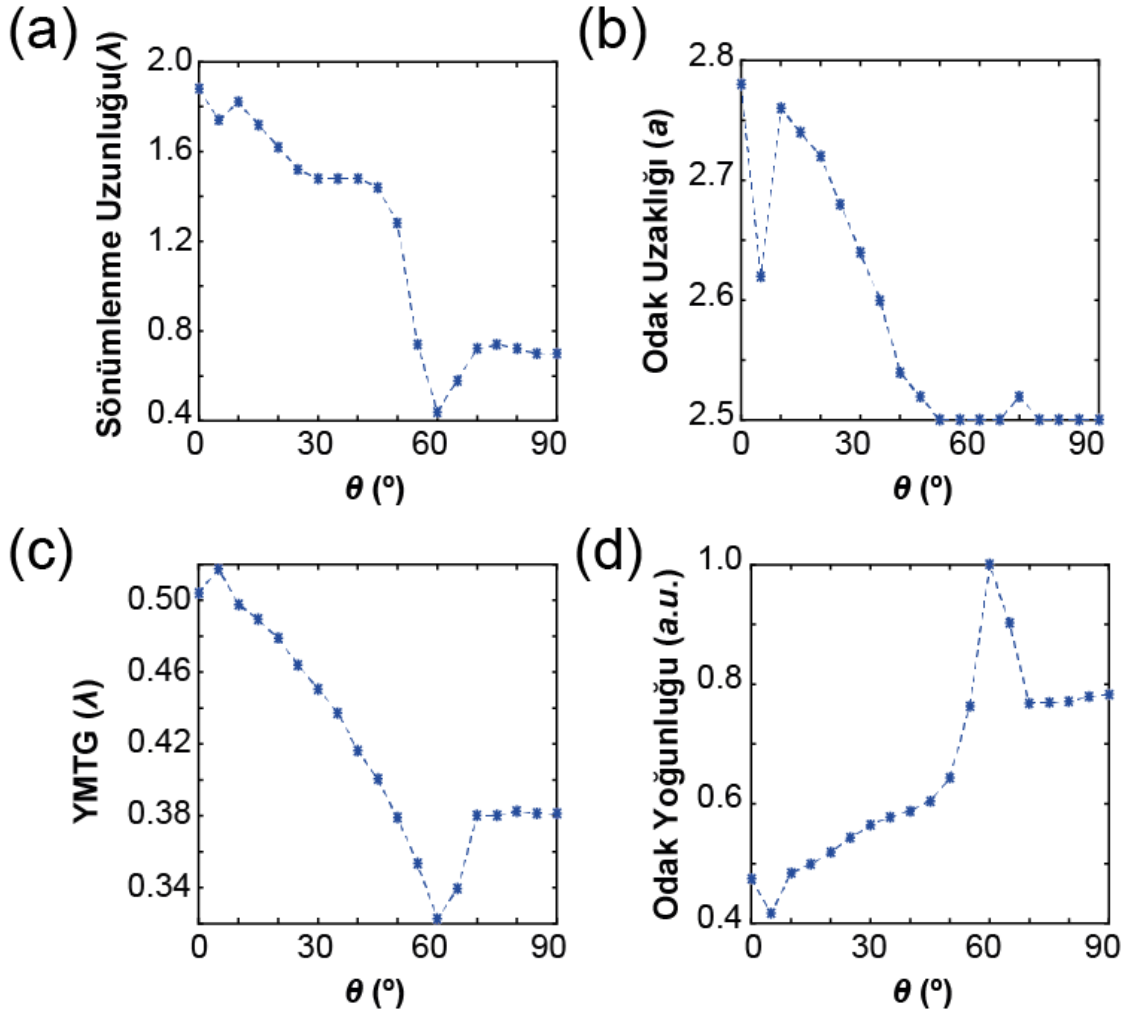 (a)
Sönümlenme Uzunluğu(λ)
2.0
1.6
1.2
0.8
0.4
0 30 60 90
θ (º)
(b)
Odak Uzaklığı (a)
2.8
2.7
2.6
2.5
0 30 60 90
θ (º)
(c)
YMTG (λ)
0.50
0.46
0.42
0.38
0.34
0 30 60 90
θ (º)
(d)
Odak Yoğunluğu (a.u.)
1.0
0.8
0.6
0.4
0 30 60 90
θ (º)